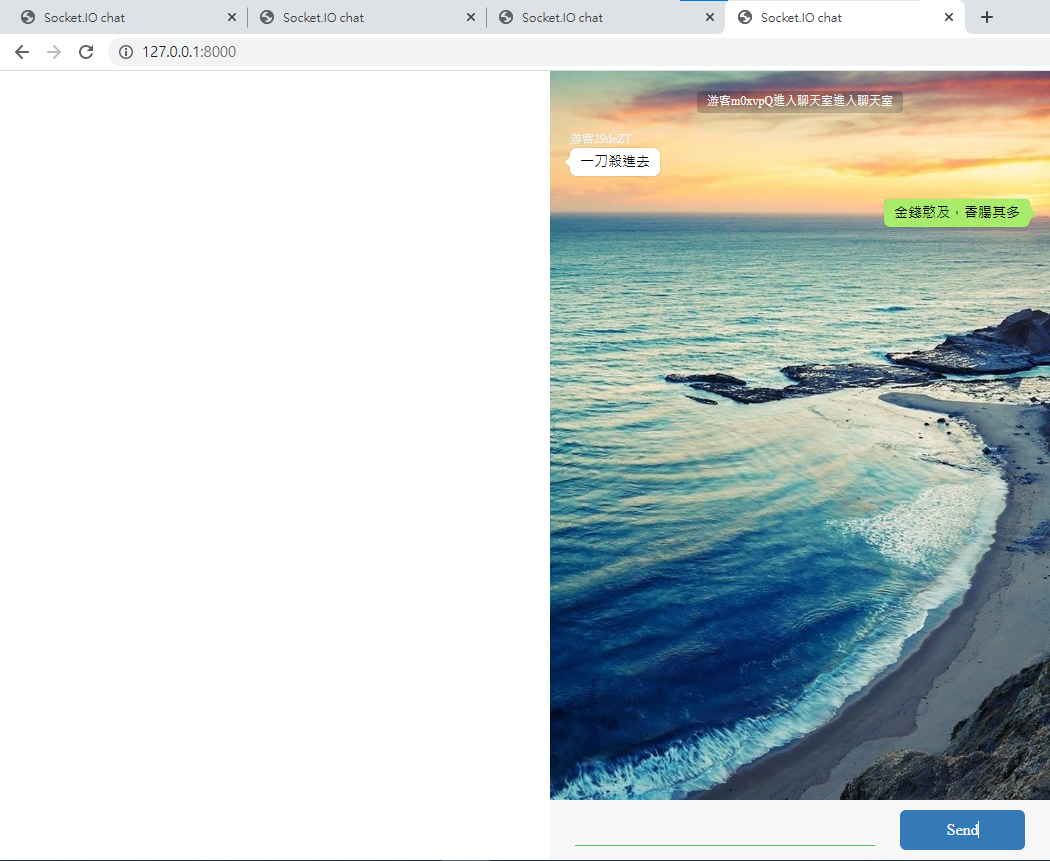 Socket.IO chat
Socket.IO chat
Socket.IO chat
Socket.IO chat
127.0.0.1:8000
游客m0xvpQ進入聊天室進入聊天室
游客29deZT
一刀殺進去
金錢憨及，香腸其多
Send